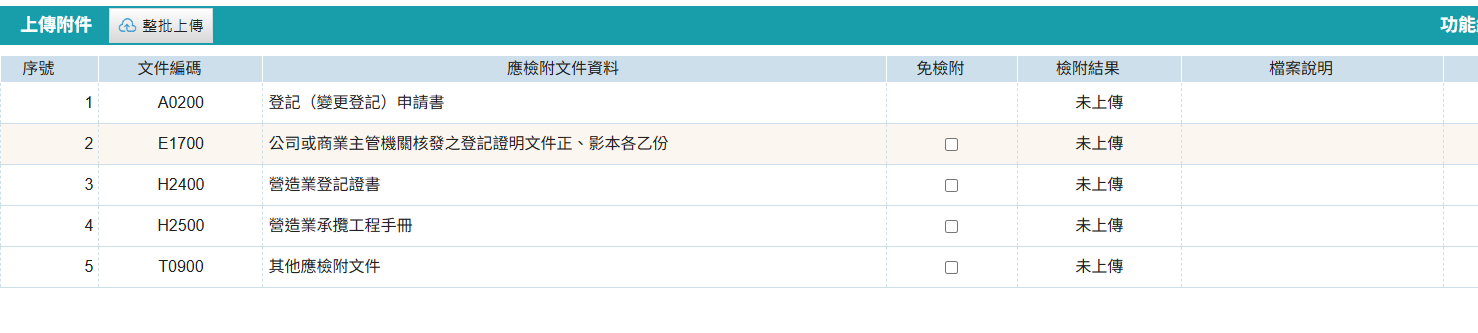 上傳附件 整批上傳 功能
序號 文件編碼 應檢附文件資料 免檢附 檢附結果 檔案說明
1 A0200 登記（變更登記）申請書 未上傳
2 E1700 公司或商業主管機關核發之登記證明文件正、影本各乙份 未上傳
3 H2400 營造業登記證書 未上傳
4 H2500 營造業承攬工程手冊 未上傳
5 T0900 其他應檢附文件 未上傳